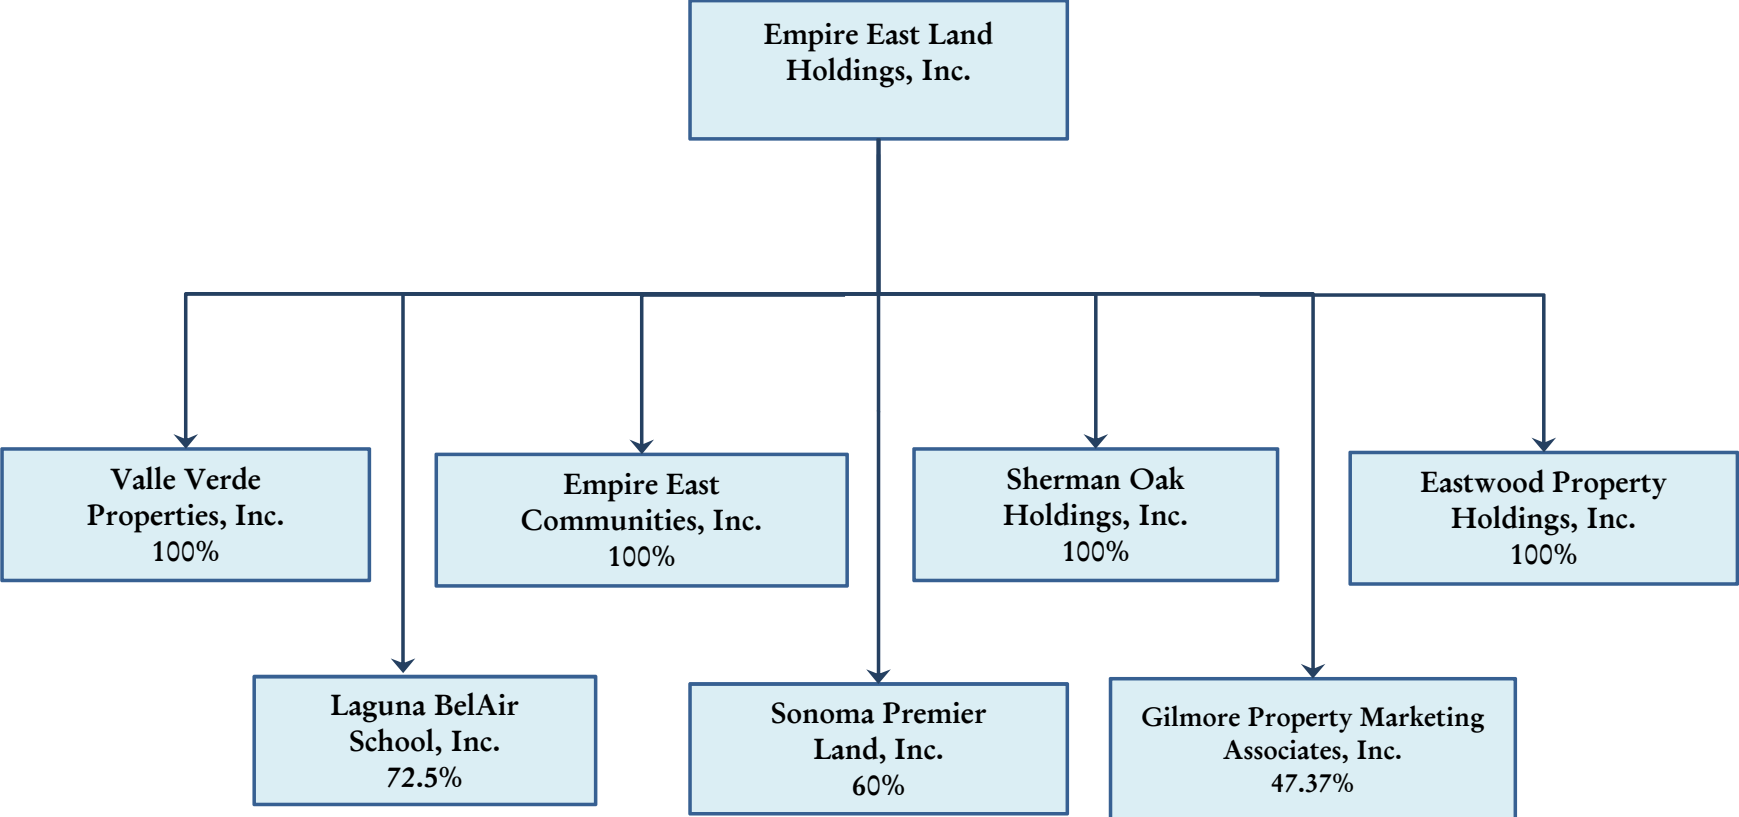 Empire East Land
Holdings, Inc.
Valle Verde
Properties, Inc.
100%
Empire East
Communities, Inc.
100%
Sherman Oak
Holdings, Inc.
100%
Eastwood Property
Holdings, Inc.
100%
Laguna BelAir
School, Inc.
72.5%
Sonoma Premier
Land, Inc.
60%
Gilmore Property Marketing
Associates, Inc.
47.37%